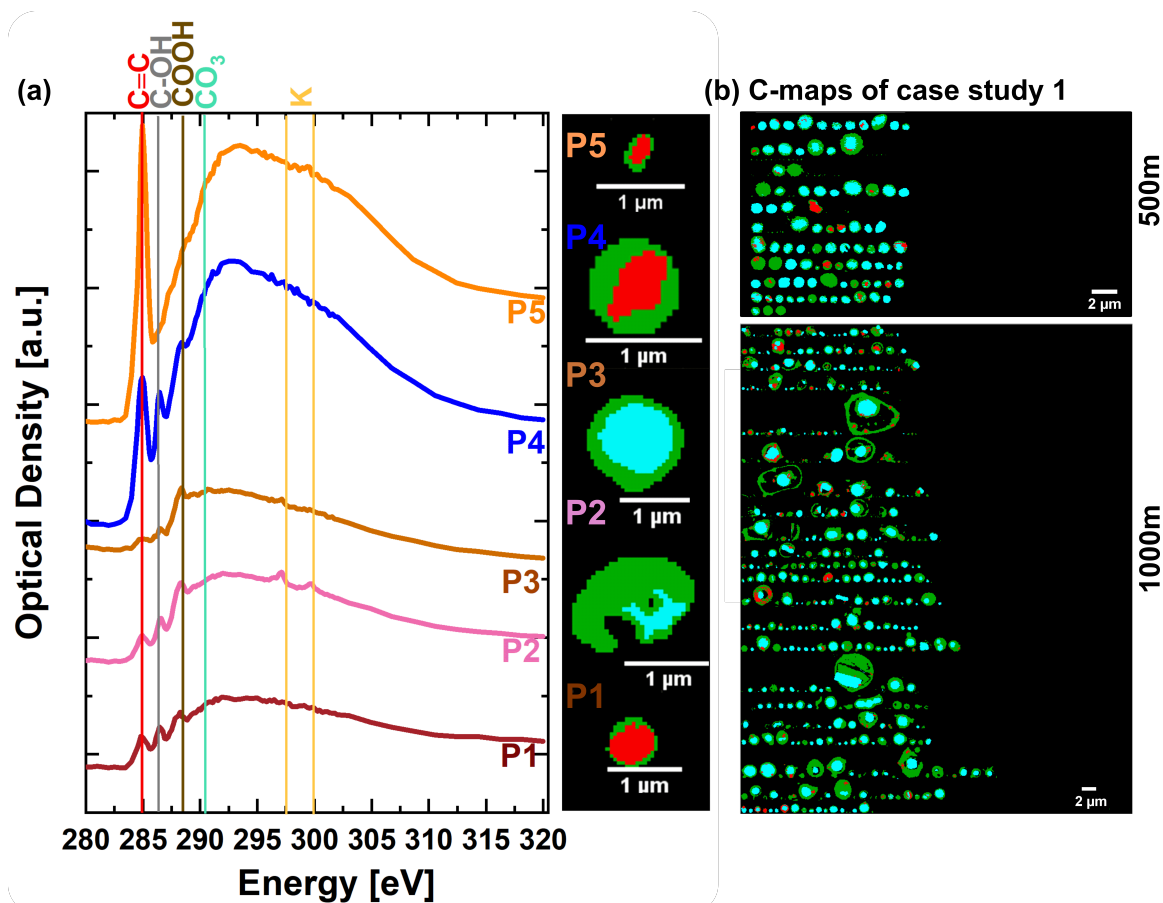 C=C
C-OH
COOH
CO3
K
(a)
(b) C-maps of case study 1
P5
1 µm
P4
1 µm
P3
1 µm
P2
1 µm
P1
1 µm
P5
P4
P3
P2
P1
Optical Density [a.u.]
280 285 290 295 300 305 310 315 320
Energy [eV]
2 µm
500m
2 µm
1000m